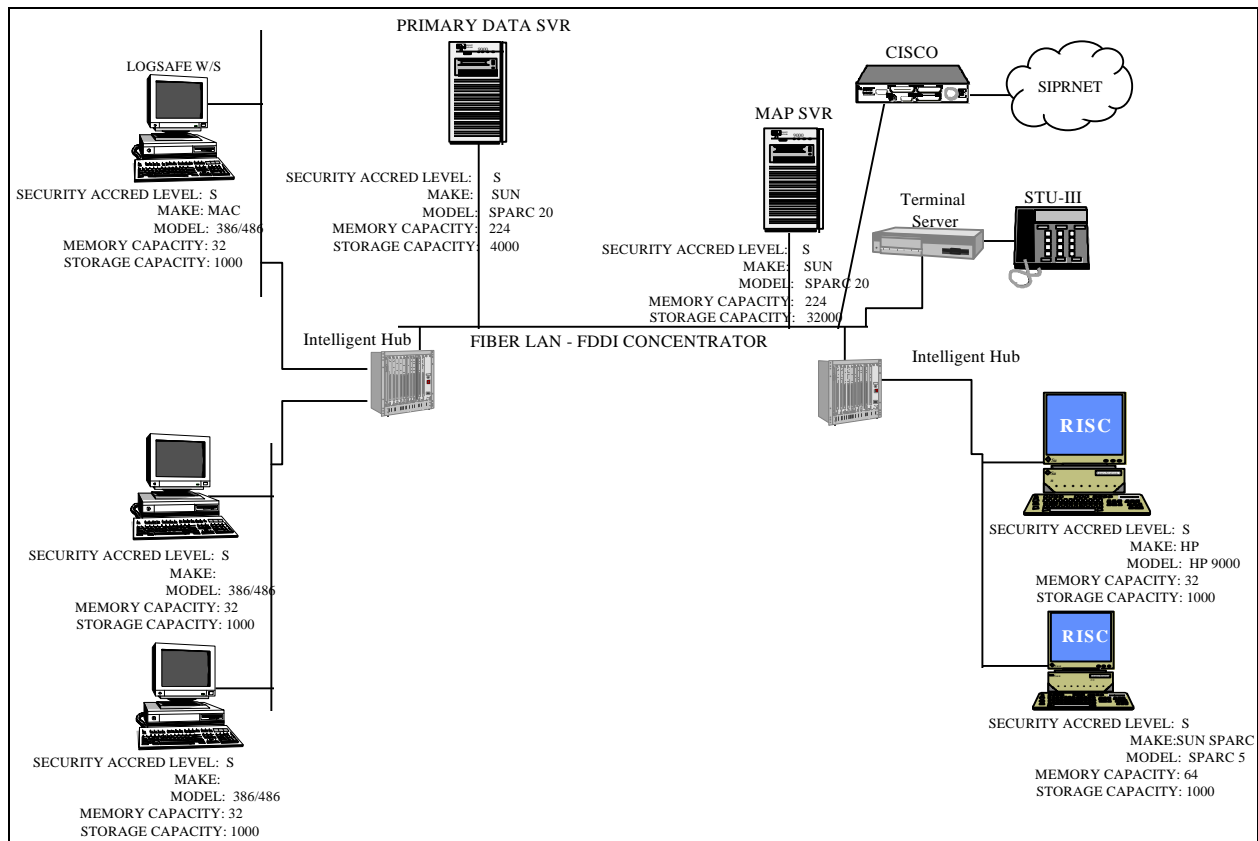 PRIMARY DATA SVR
CISCO
SIPRNET
LOGSAFE W/S
MAP SVR
SECURITY ACCRED LEVEL: S
MAKE: MAC
MODEL: 386/486
MEMORY CAPACITY: 32
STORAGE CAPACITY: 1000
SECURITY ACCRED LEVEL: S
MAKE: SUN
MODEL: SPARC 20
MEMORY CAPACITY: 224
STORAGE CAPACITY: 4000
SECURITY ACCRED LEVEL: S
MAKE: SUN
MODEL: SPARC 20
MEMORY CAPACITY: 224
STORAGE CAPACITY: 32000
Terminal
Server
STU-III
Intelligent Hub
FIBER LAN - FDDI CONCENTRATOR
Intelligent Hub
SECURITY ACCRED LEVEL: S
MAKE:
MODEL: 386/486
MEMORY CAPACITY: 32
STORAGE CAPACITY: 1000
SECURITY ACCRED LEVEL: S
MAKE:
MODEL: 386/486
MEMORY CAPACITY: 32
STORAGE CAPACITY: 1000
RISC
SECURITY ACCRED LEVEL: S
MAKE: HP
MODEL: HP 9000
MEMORY CAPACITY: 32
STORAGE CAPACITY: 1000
RISC
SECURITY ACCRED LEVEL: S
MAKE:SUN SPARC
MODEL: SPARC 5
MEMORY CAPACITY: 64
STORAGE CAPACITY: 1000